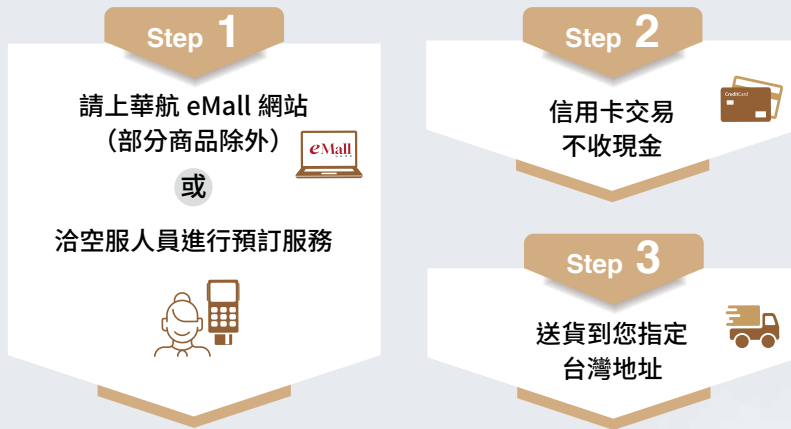 Step 1
請上華航 eMall 網站
（部分商品除外）
eMall
或
洽空服人員進行預訂服務
Step 2
信用卡交易
不收現金
CreditCard
Step 3
送貨到您指定
台灣地址